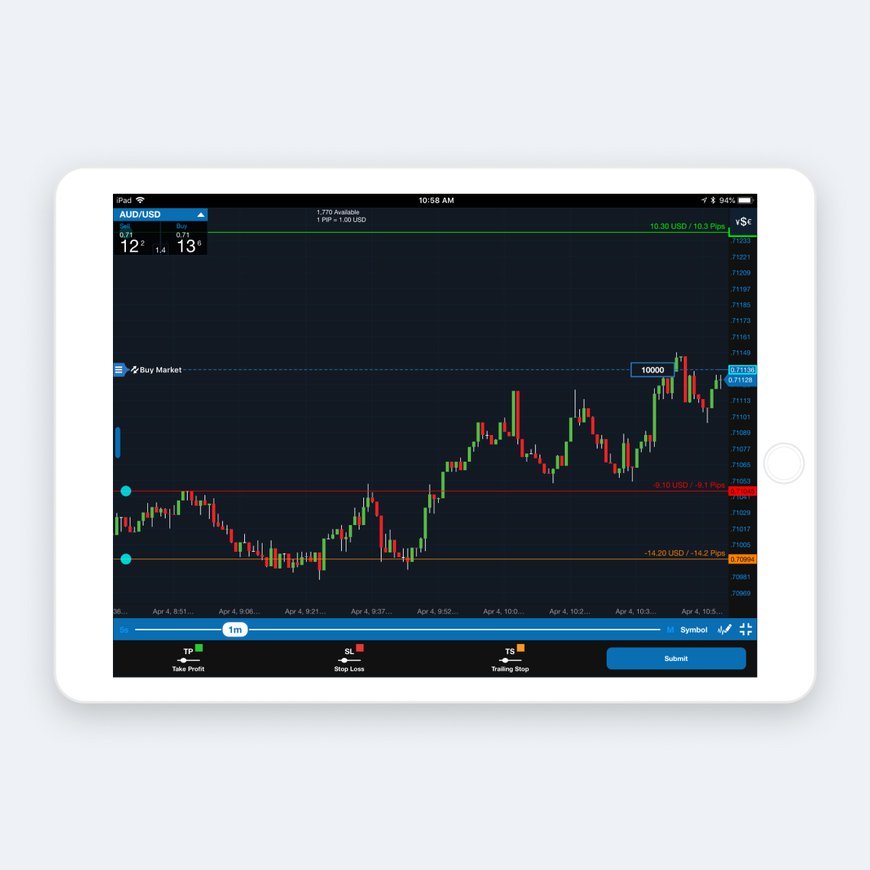 iPad 10:58 AM 94%
AUD/USD
1,770 Available
1 PIP = 1.00 USD
¥$€
Sell Buy
0.71 0.71
12 2 1.4 13 6
10.30 USD / 10.3 Pips
.71233
.71221
.71209
.71197
.71185
.71173
.71161
.71149
Buy Market 10000 0.71136
0.71128
.71113
.71101
.71089
.71077
.71065
.71053
-9.10 USD / -9.1 Pips
.71041
.71029
.71017
.71005
-14.20 USD / -14.2 Pips 0.70994
.70981
.70969
36... Apr 4, 8:51... Apr 4, 9:06... Apr 4, 9:21... Apr 4, 9:37... Apr 4, 9:52... Apr 4, 10:0... Apr 4, 10:2... Apr 4, 10:3... Apr 4, 10:5...
5s 1m M Symbol
TP SL TS
Take Profit Stop Loss Trailing Stop Submit